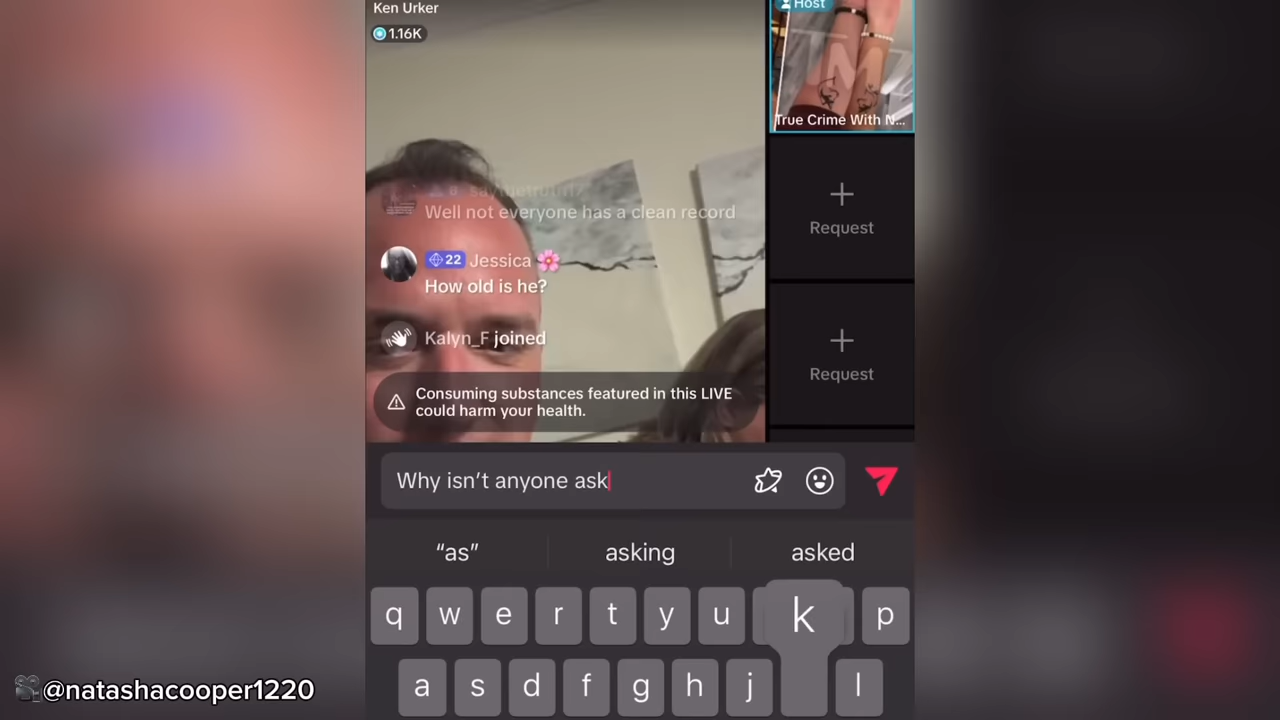 Ken Urker
1.16K
Host
True Crime With N...
Well not everyone has a clean record
22 Jessica 🌸
How old is he?
Kalyn_F joined
Consuming substances featured in this LIVE
could harm your health.
+
Request
+
Request
Why isn't anyone ask
"as" asking asked
q w e r t y u k p
a s d f g h j l
🎥@natashacooper1220